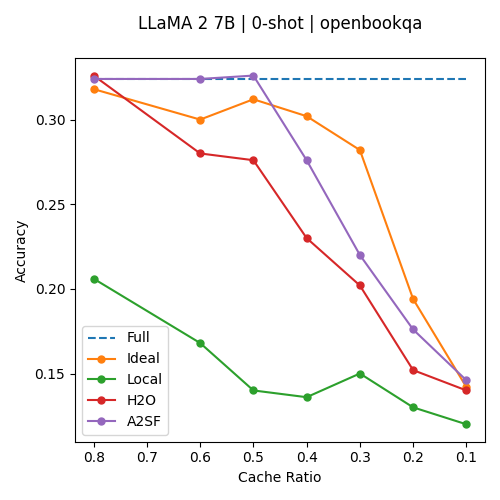 LLaMA 2 7B | 0-shot | openbookqa
Accuracy
0.30
0.25
0.20
0.15
Full
Ideal
Local
H2O
A2SF
0.8 0.7 0.6 0.5 0.4 0.3 0.2 0.1
Cache Ratio